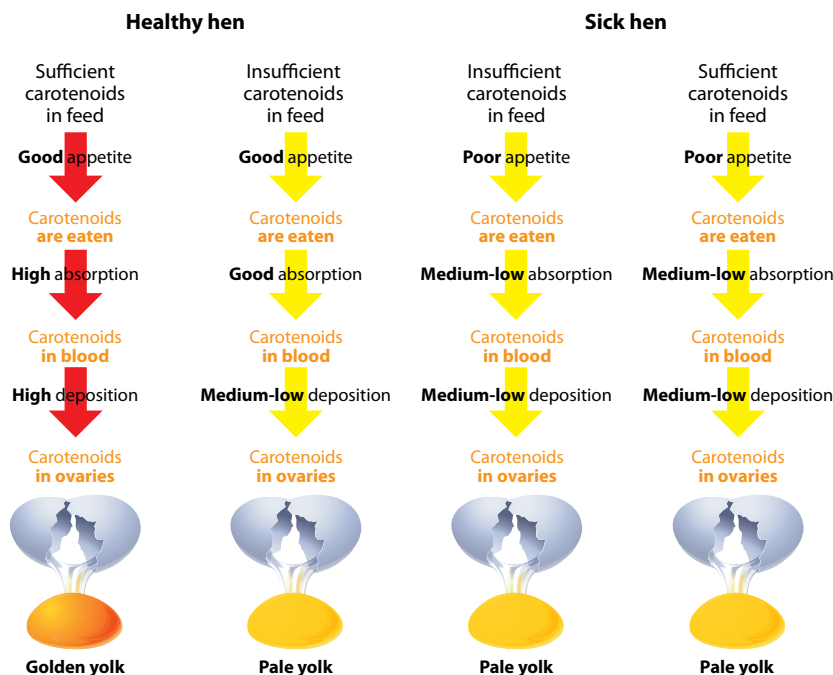 Healthy hen
Sick hen
Sufficient
carotenoids
in feed
Good appetite
Carotenoids
are eaten
High absorption
Carotenoids
in blood
High deposition
Carotenoids
in ovaries
Golden yolk
Insufficient
carotenoids
in feed
Good appetite
Carotenoids
are eaten
Good absorption
Carotenoids
in blood
Medium-low deposition
Carotenoids
in ovaries
Pale yolk
Insufficient
carotenoids
in feed
Poor appetite
Carotenoids
are eaten
Medium-low absorption
Carotenoids
in blood
Medium-low deposition
Carotenoids
in ovaries
Pale yolk
Sufficient
carotenoids
in feed
Poor appetite
Carotenoids
are eaten
Medium-low absorption
Carotenoids
in blood
Medium-low deposition
Carotenoids
in ovaries
Pale yolk